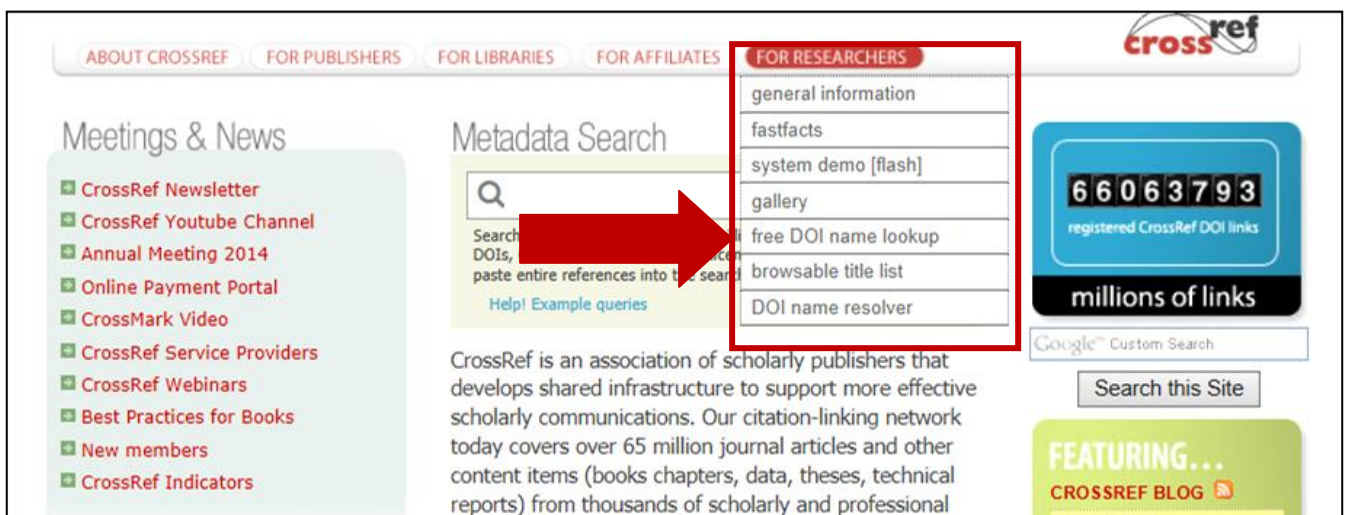 cross ref
ABOUT CROSSREF FOR PUBLISHERS FOR LIBRARIES FOR AFFILIATES FOR RESEARCHERS
general information
fastfacts
system demo [flash]
gallery
free DOI name lookup
browsable title list
DOI name resolver
Meetings & News
CrossRef Newsletter
CrossRef Youtube Channel
Annual Meeting 2014
Online Payment Portal
CrossMark Video
CrossRef Service Providers
CrossRef Webinars
Best Practices for Books
New members
CrossRef Indicators
Metadata Search
Search
DOIs,
paste entire references into the search
Help! Example queries
CrossRef is an association of scholarly publishers that
develops shared infrastructure to support more effective
scholarly communications. Our citation-linking network
today covers over 65 million journal articles and other
content items (books chapters, data, theses, technical
reports) from thousands of scholarly and professional
66063793
registered CrossRef DOI links
millions of links
Google™ Custom Search
Search this Site
FEATURING...
CROSSREF BLOG